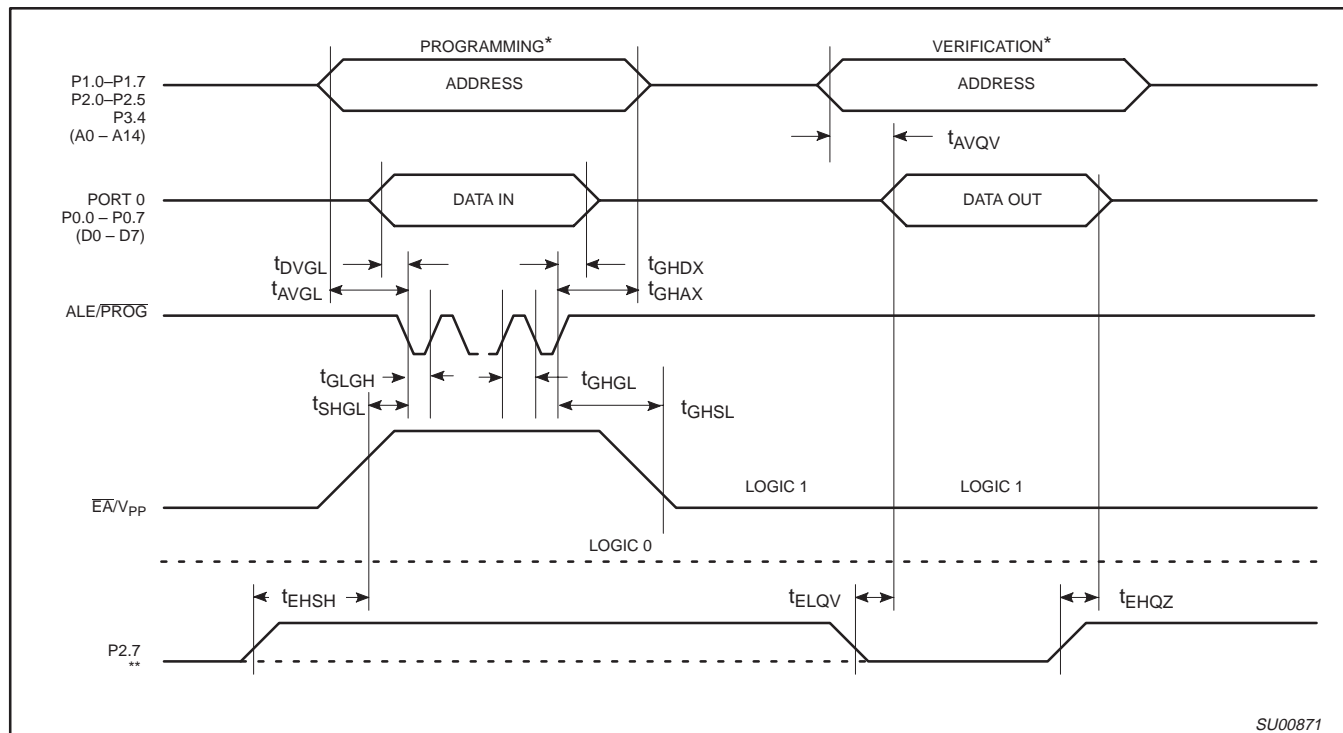 PROGRAMMING*
VERIFICATION*
P1.0–P1.7
P2.0–P2.5
P3.4
(A0 – A14)
ADDRESS
ADDRESS
tAVQV
PORT 0
P0.0 – P0.7
(D0 – D7)
DATA IN
DATA OUT
tDVGL
tGHDX
tAVGL
tGHAX
ALE/PROG
tGLGH
tGHGL
tSHGL
tGHSL
EA/VPP
LOGIC 1
LOGIC 1
LOGIC 0
tEHSH
tELQV
tEHQZ
P2.7
**
SU00871